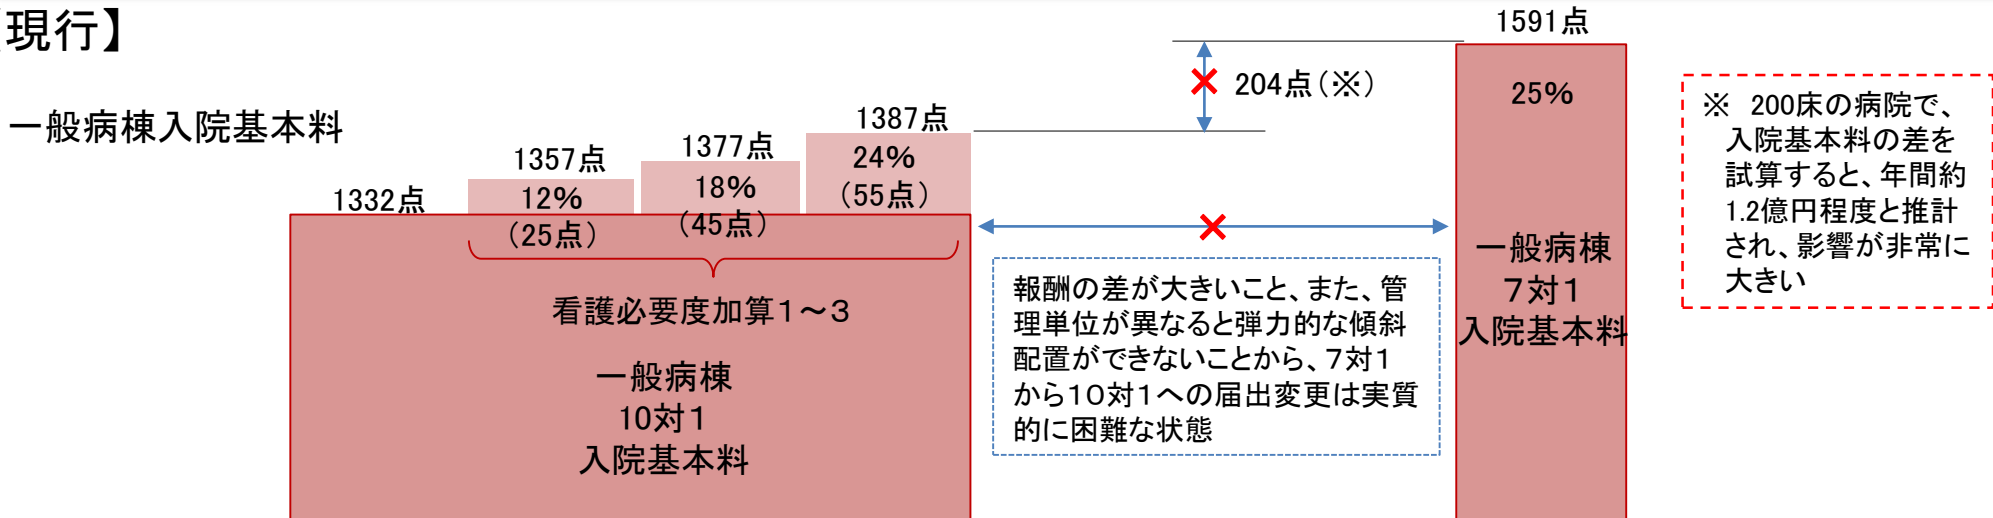 【現行】
一般病棟入院基本料
1332点
1357点
12%
(25点)
1377点
18%
(45点)
1387点
24%
(55点)
看護必要度加算1~3
一般病棟
10対1
入院基本料
204点(※)
報酬の差が大きいこと、また、管
理単位が異なると弾力的な傾斜
配置ができないことから、7対1
から10対1への届出変更は実質
的に困難な状態
1591点
25%
一般病棟
7対1
入院基本料
※ 200床の病院で、
入院基本料の差を
試算すると、年間約
1.2億円程度と推計
され、影響が非常に
大きい